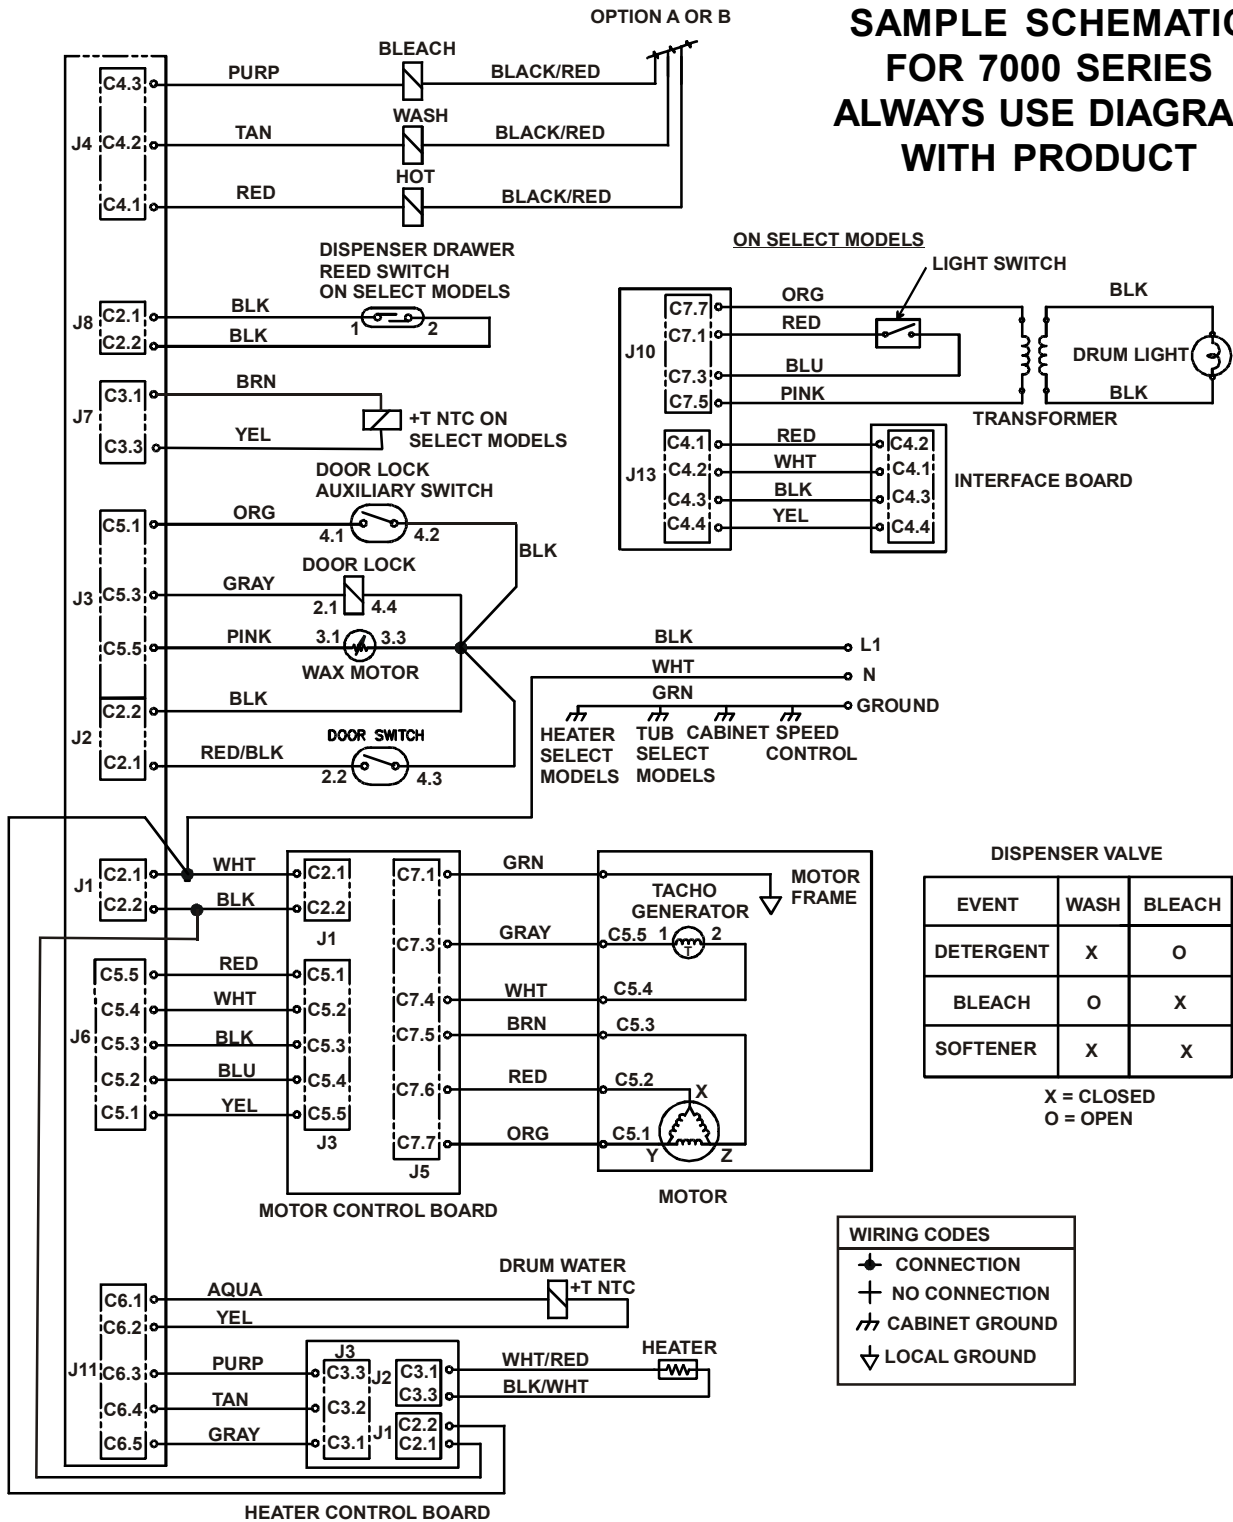 OPTION A OR B
SAMPLE SCHEMATIC
FOR 7000 SERIES
ALWAYS USE DIAGRA
WITH PRODUCT
BLEACH
C4.3 PURP BLACK/RED
WASH
J4 C4.2 TAN BLACK/RED
HOT
C4.1 RED BLACK/RED
DISPENSER DRAWER
REED SWITCH
ON SELECT MODELS
J8 C2.1 BLK 1 2
C2.2 BLK
J7 C3.1 BRN
+T NTC ON
SELECT MODELS
C3.3 YEL
DOOR LOCK
AUXILIARY SWITCH
C5.1 ORG 4.1 4.2
BLK
DOOR LOCK
J3 C5.3 GRAY 2.1 4.4
C5.5 PINK 3.1 3.3 BLK L1
WAX MOTOR
WHT N
GRN GROUND
J2 C2.2 BLK
HEATER
SELECT
MODELS
TUB
SELECT
MODELS
CABINET
SPEED
CONTROL
DOOR SWITCH
C2.1 RED/BLK 2.2 4.3
ON SELECT MODELS
LIGHT SWITCH
J10 C7.7 ORG BLK
C7.1 RED
DRUM LIGHT
C7.3 BLU
C7.5 PINK BLK
TRANSFORMER
J13 C4.1 RED C4.2
C4.2 WHT C4.1
INTERFACE BOARD
C4.3 BLK C4.3
C4.4 YEL C4.4
J1 C2.1 WHT C2.1
C2.2 BLK C2.2
J1
J6 C5.5 RED C5.1
C5.4 WHT C5.2
C5.3 BLK C5.3
C5.2 BLU C5.4
C5.1 YEL C5.5
J3
C7.1 GRN
MOTOR
FRAME
TACHO
GENERATOR
C7.3 GRAY C5.5 1 T 2
C7.4 WHT C5.4
C7.5 BRN C5.3
C7.6 RED C5.2 X
C7.7 ORG C5.1 Y Z
J5
MOTOR CONTROL BOARD
MOTOR
DISPENSER VALVE
EVENT WASH BLEACH
DETERGENT X O
BLEACH O X
SOFTENER X X
X = CLOSED
O = OPEN
WIRING CODES
CONNECTION
NO CONNECTION
CABINET GROUND
LOCAL GROUND
DRUM WATER
+T NTC
J11 C6.1 AQUA
C6.2 YEL
J3
HEATER
C6.3 PURP C3.3 J2 C3.1 WHT/RED
C3.3 BLK/WHT
C6.4 TAN C3.2
J1 C2.2
C6.5 GRAY C3.1 C2.1
HEATER CONTROL BOARD